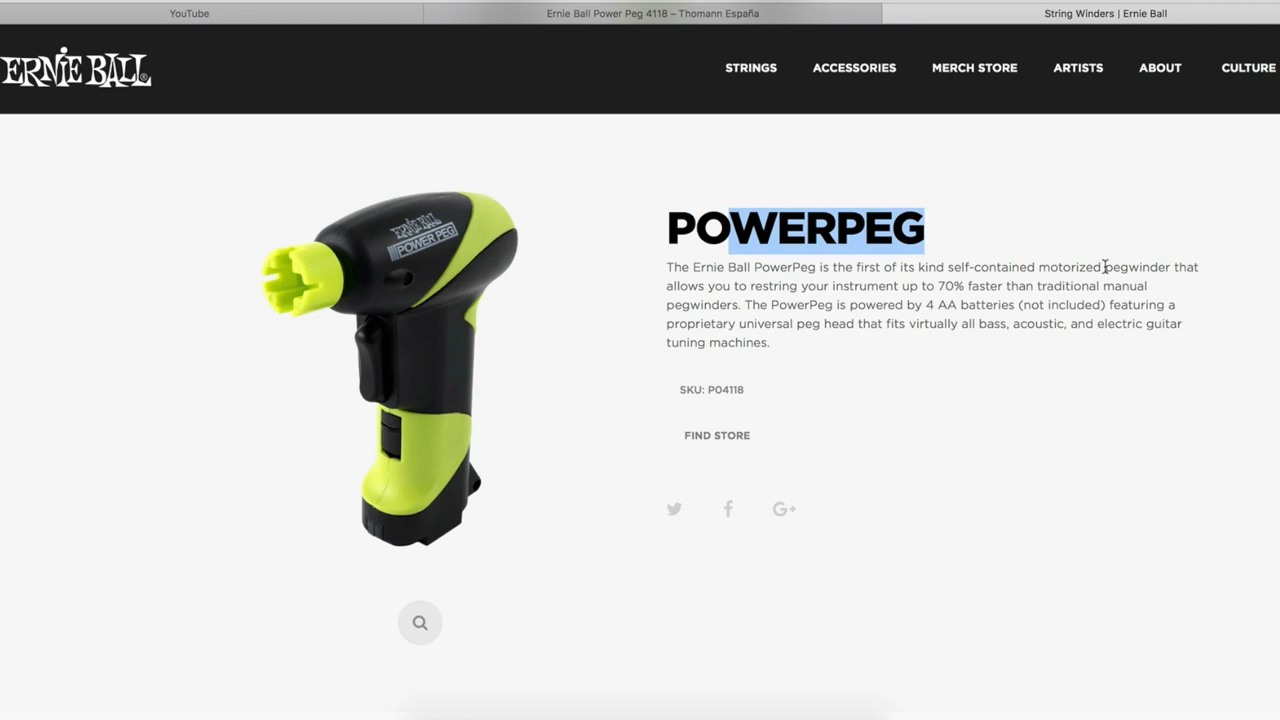 YouTube
Ernie Ball Power Peg 4118 – Thomann España
String Winders | Ernie Ball
ERNIE BALL®
STRINGS
ACCESSORIES
MERCH STORE
ARTISTS
ABOUT
CULTURE
ERNIE BALL
POWER PEG
POWERPEG
The Ernie Ball PowerPeg is the first of its kind self-contained motorized pegwinder that
allows you to restring your instrument up to 70% faster than traditional manual
pegwinders. The PowerPeg is powered by 4 AA batteries (not included) featuring a
proprietary universal peg head that fits virtually all bass, acoustic, and electric guitar
tuning machines.
SKU: P04118
FIND STORE
G+